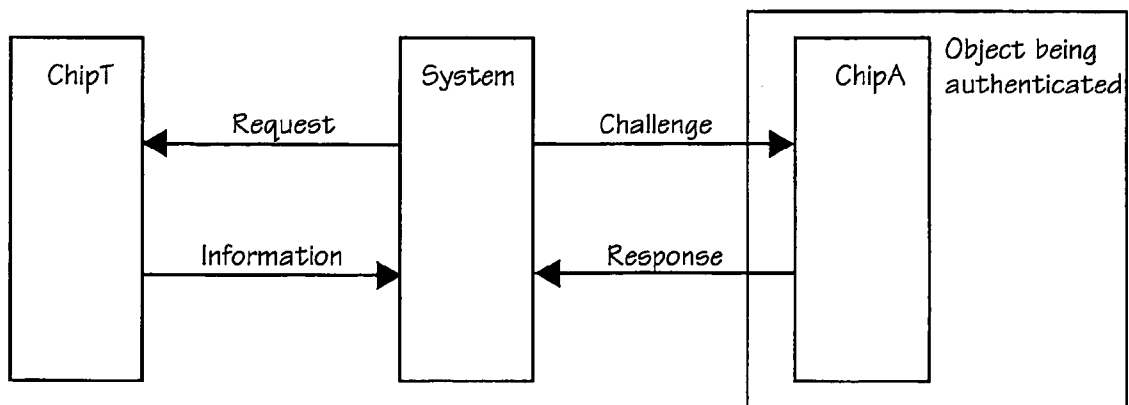 ChipT
System
ChipA
Object being
authenticated
Request
Challenge
Information
Response